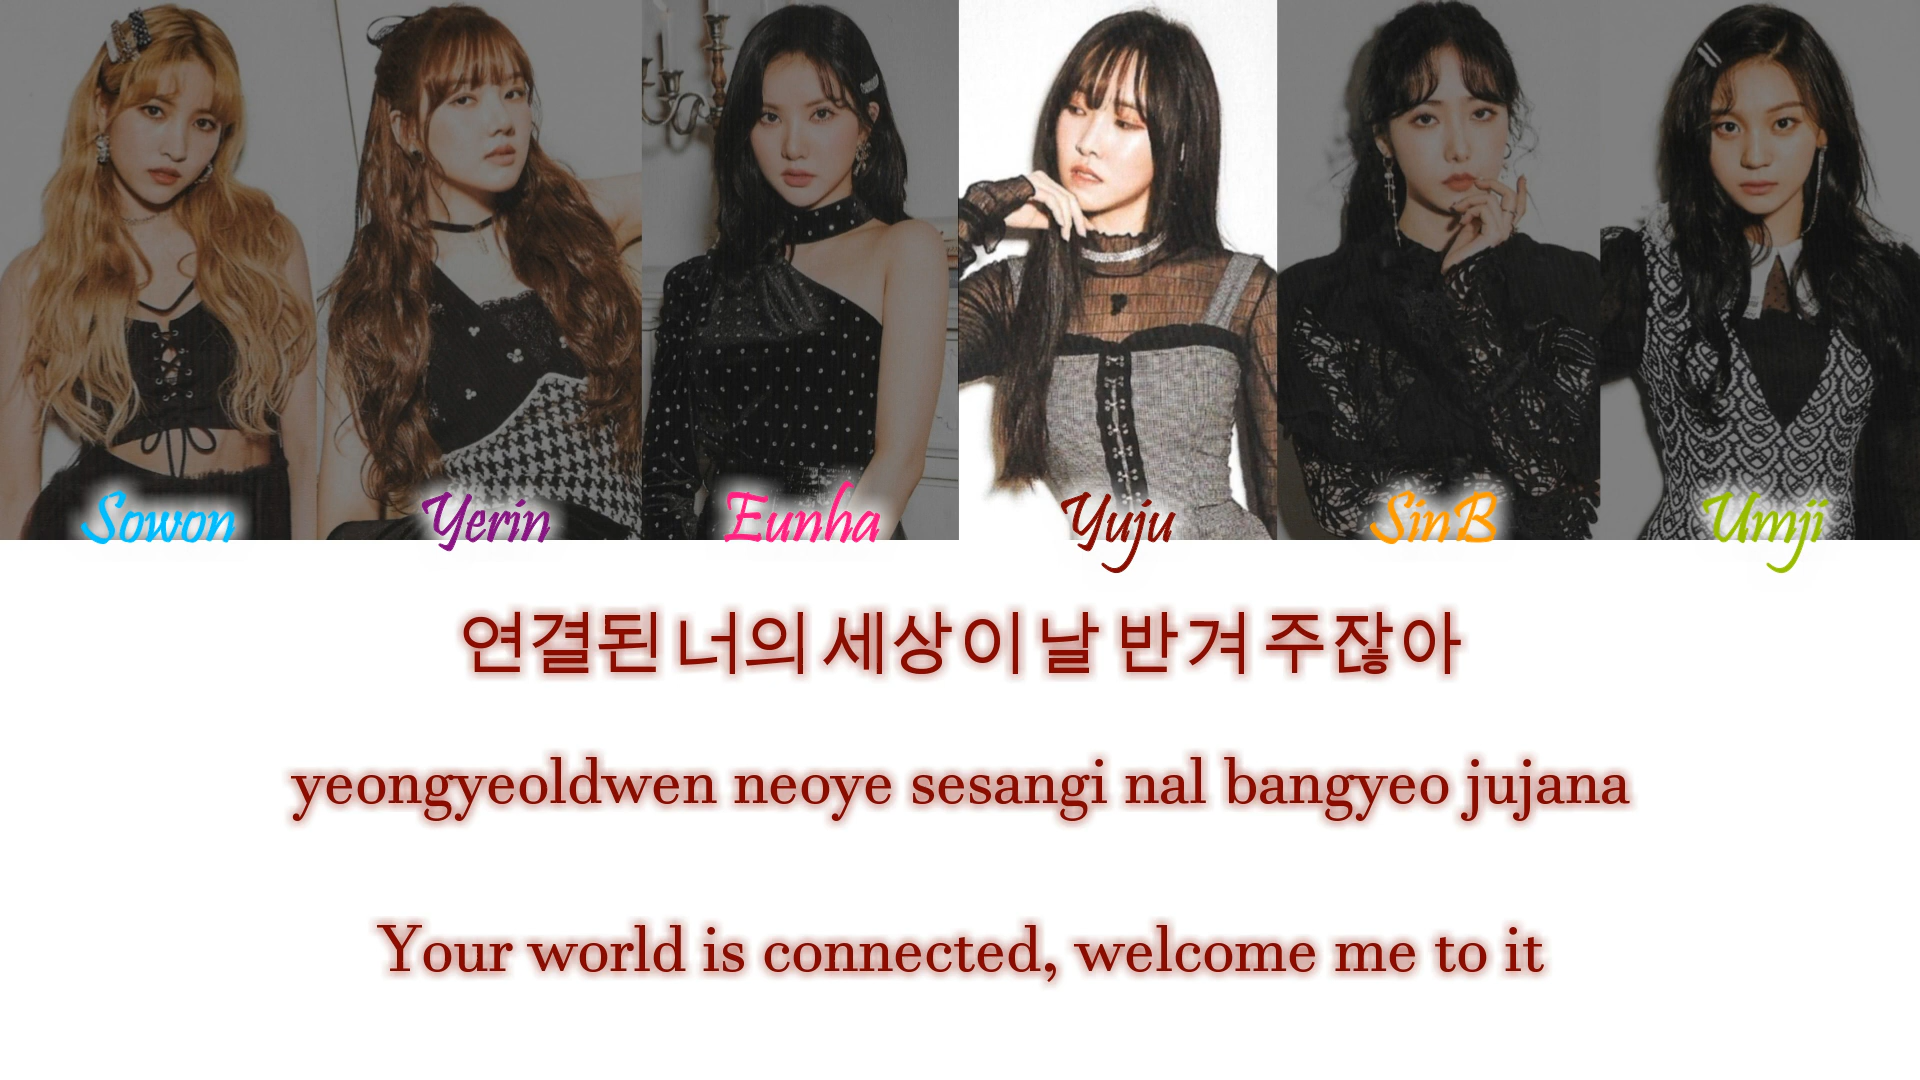 Sowon Yerin Eunha Yuju SinB Umji
연결된 너의 세상이 날 반겨주잖아
yeongyeoldwen neoye sesangi nal bangyeo jujana
Your world is connected, welcome me to it